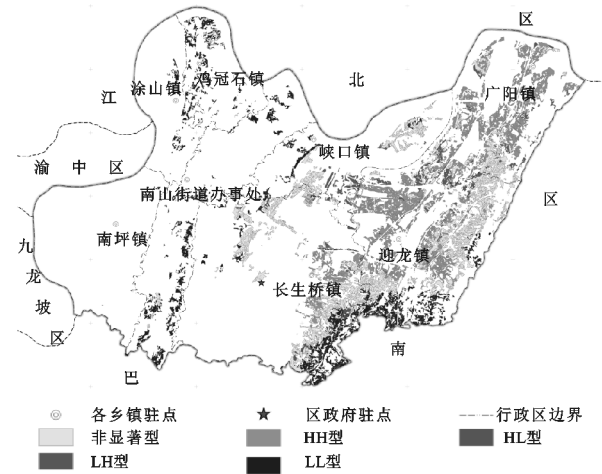 区
鸡冠石镇
北
涂山镇
江
广阳镇
峡口镇
渝中区
南山街道办事处
区
南坪镇
九龙坡区
迎龙镇
长生桥镇
南
巴
各乡镇驻点
区政府驻点
行政区边界
非显著型
HH型
HL型
LH型
LL型